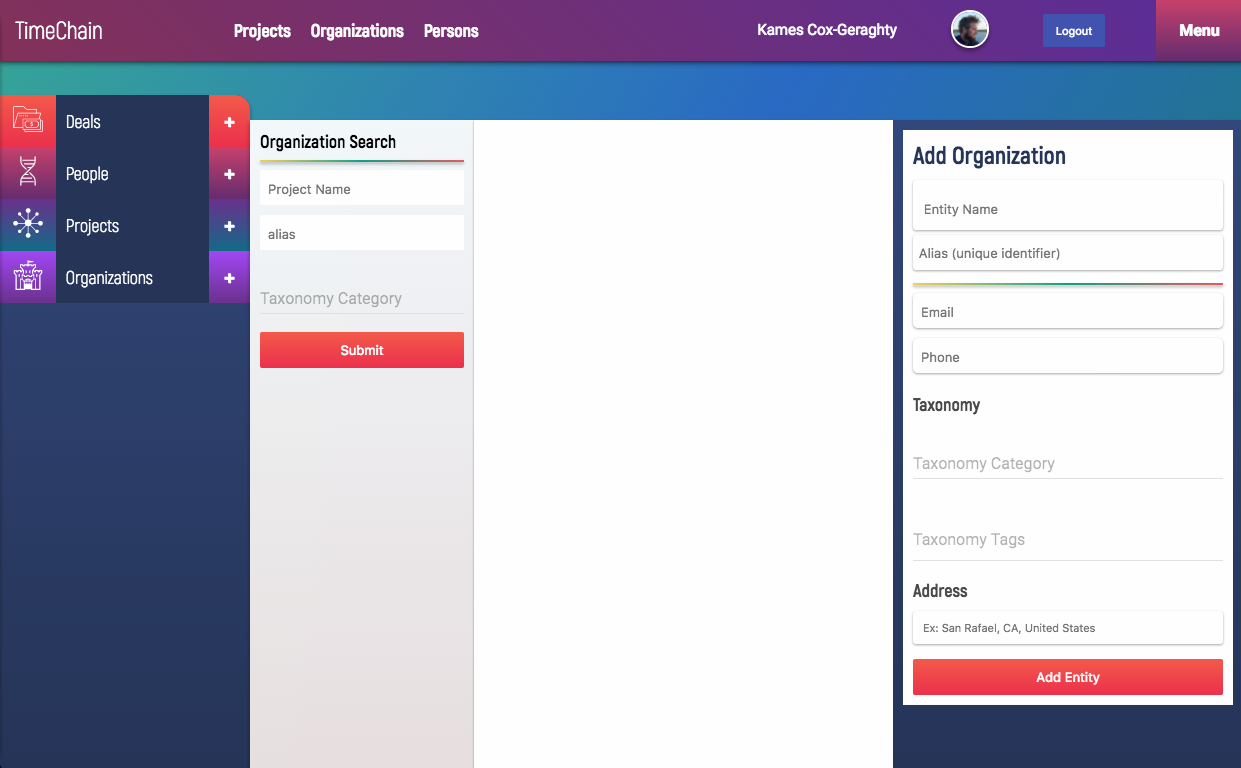 TimeChain
Projects Organizations Persons
Kames Cox-Geraghty
Logout
Menu
Deals +
People +
Projects +
Organizations +
Organization Search
Project Name
alias
Taxonomy Category
Submit
Add Organization
Entity Name
Alias (unique identifier)
Email
Phone
Taxonomy
Taxonomy Category
Taxonomy Tags
Address
Ex: San Rafael, CA, United States
Add Entity